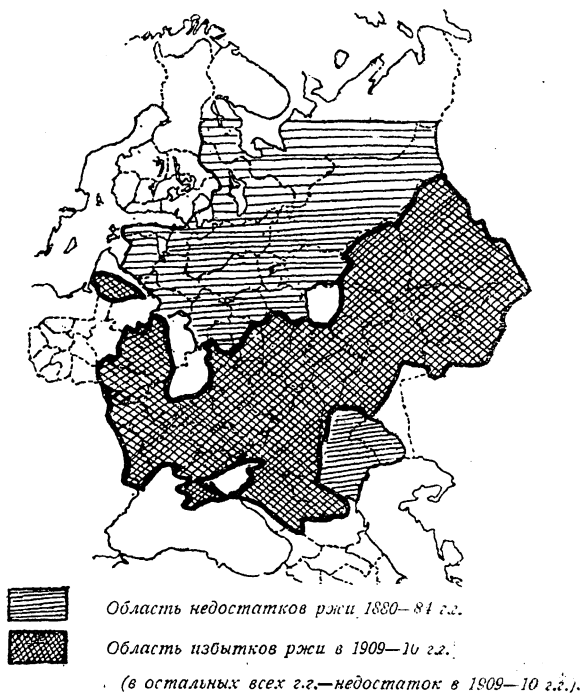 Область недостатков ржи 1880—84 г.г.
Область избытков ржи в 1909—10 г.г.
(в остальных всех г.г.—недостаток в 1909—10 г.г.).